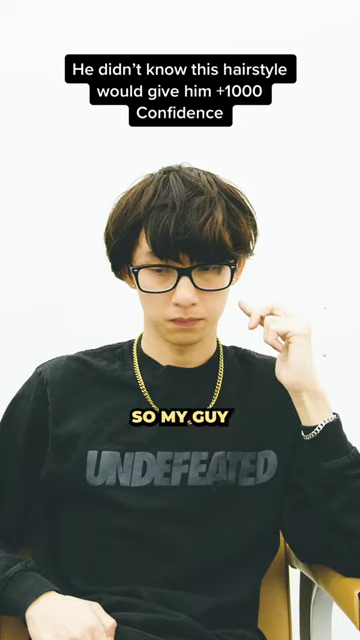 He didn’t know this hairstyle
would give him +1000
Confidence
SO MY GUY
UNDEFEATED